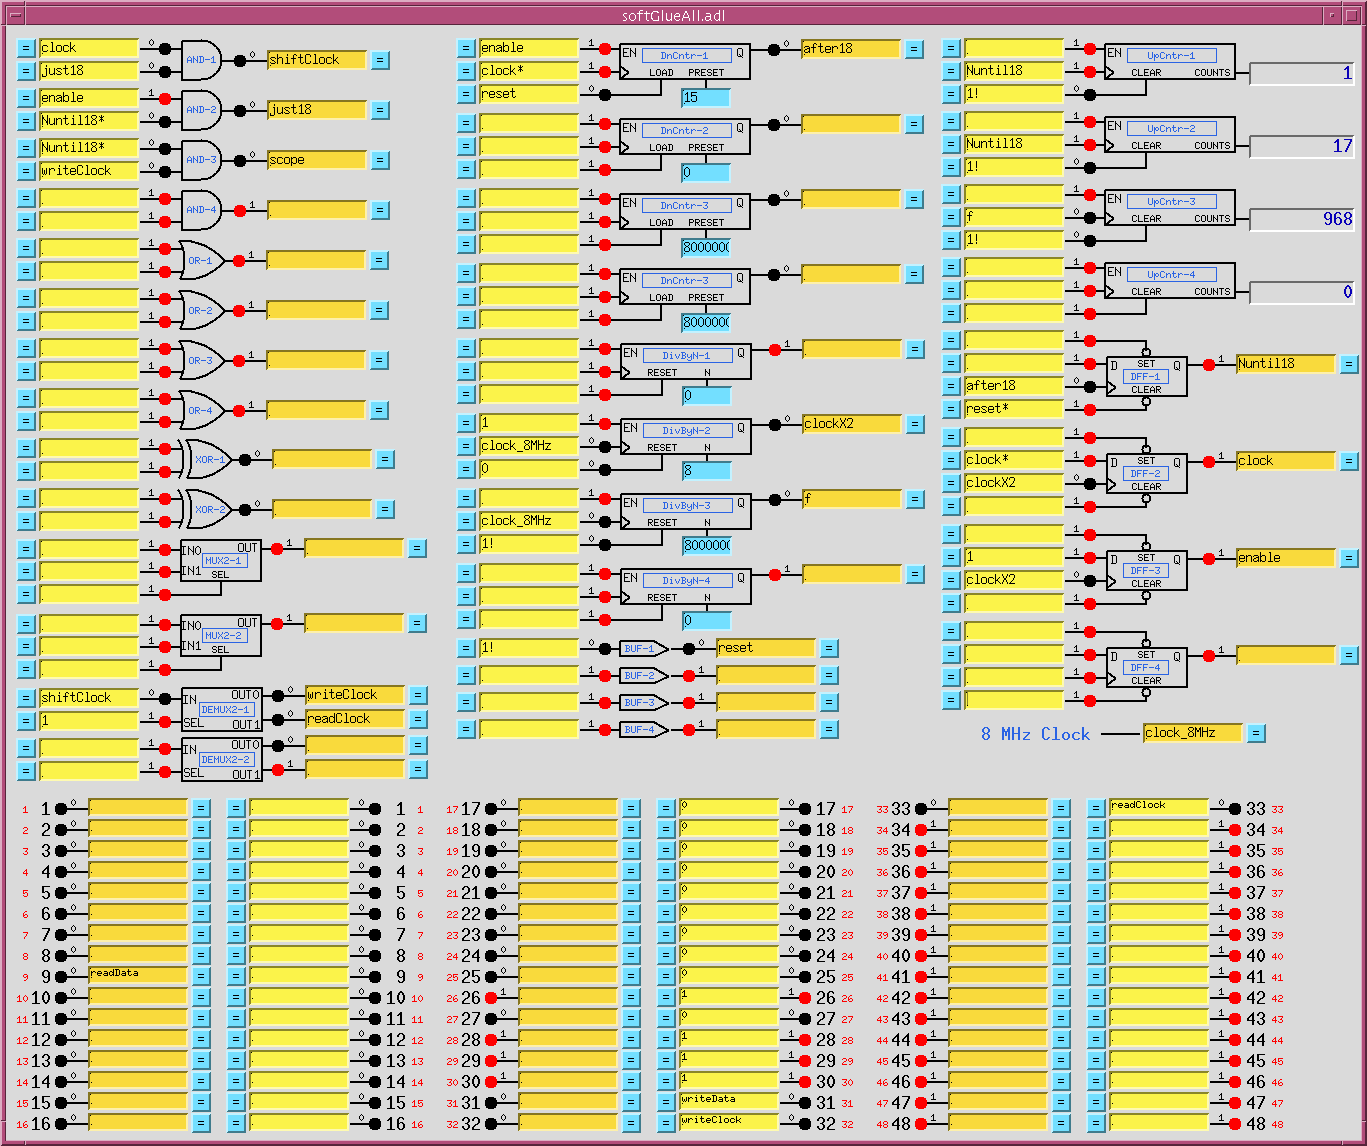 softGlueAll.adl
= clock 0 AND-1 0 shiftClock =
= just18 0
= enable 1 AND-2 0 just18 =
= Nuntil18* 0
= Nuntil18* 0 AND-3 0 scope =
= writeClock 0
= 1 AND-4 1 =
= 1
= 1 OR-1 1 =
= 1
= 1 OR-2 1 =
= 1
= 1 OR-3 1 =
= 1
= 1 OR-4 1 =
= 1
= 1 XOR-1 0 =
= 1
= 1 XOR-2 0 =
= 1
= 1 IN0 OUT 1 =
MUX2-1
= 1 IN1
SEL
= 1
= 1 IN0 OUT 1 =
MUX2-2
= 1 IN1
SEL
= 1
= shiftClock 0 IN OUT0 0 writeClock =
DEMUX2-1
= 1 1 SEL OUT1 0 readClock =
= 1 IN OUT0 0 =
DEMUX2-2
= 1 SEL OUT1 1 =
= enable 1 EN DnCntr-1 Q 0 after18 =
= clock* 1 LOAD PRESET
= reset 0 15
= 1 EN DnCntr-2 Q 0 =
= 1 LOAD PRESET
= 1 0
= 1 EN DnCntr-3 Q 0 =
= 1 LOAD PRESET
= 1 8000000
= 1 EN DnCntr-3 Q 0 =
= 1 LOAD PRESET
= 1 8000000
= 1 EN DivByN-1 Q 1 =
= 1 RESET N
= 1 0
= 1 1 EN DivByN-2 Q 0 clockX2 =
= clock_8MHz 0 RESET N
= 0 0 8
= 1 EN DivByN-3 Q 0 f =
= clock_8MHz 0 RESET N
= 1! 0 8000000
= 1 EN DivByN-4 Q 1 =
= 1 RESET N
= 1 0
= 1! 0 BUF-1 0 reset =
= 1 BUF-2 1 =
= 1 BUF-3 1 =
= 1 BUF-4 1 =
= 1 EN UpCntr-1
= Nuntil18 1 CLEAR COUNTS 1
= 1! 0
= 1 EN UpCntr-2
= Nuntil18 1 CLEAR COUNTS 17
= 1! 0
= 1 EN UpCntr-3
= f 0 CLEAR COUNTS 968
= 1! 0
= 1 EN UpCntr-4
= 1 CLEAR COUNTS 0
= 1
= 1 SET
= 1 D DFF-1 Q 1 Nuntil18 =
= after18 0 CLEAR
= reset* 1
= 1 SET
= clock* 1 D DFF-2 Q 1 clock =
= clockX2 0 CLEAR
= 1
= 1 SET
= 1 1 D DFF-3 Q 1 enable =
= clockX2 0 CLEAR
= 1
= 1 SET
= 1 D DFF-4 Q 1 =
= 1 CLEAR
= 1
8 MHz Clock clock_8MHz =
1 1 0 = = 0 1 1 17 17 0 = = 0 0 17 17 33 33 0 = = readClock 0 33 33
2 2 0 = = 0 2 2 18 18 0 = = 0 0 18 18 34 34 1 = = 1 34 34
3 3 0 = = 0 3 3 19 19 0 = = 0 0 19 19 35 35 1 = = 1 35 35
4 4 0 = = 0 4 4 20 20 0 = = 0 0 20 20 36 36 1 = = 1 36 36
5 5 0 = = 0 5 5 21 21 0 = = 0 0 21 21 37 37 1 = = 1 37 37
6 6 0 = = 0 6 6 22 22 0 = = 0 0 22 22 38 38 1 = = 1 38 38
7 7 0 = = 0 7 7 23 23 0 = = 0 0 23 23 39 39 1 = = 1 39 39
8 8 0 = = 0 8 8 24 24 0 = = 0 0 24 24 40 40 1 = = 1 40 40
9 9 0 readData = = 0 9 9 25 25 0 = = 0 0 25 25 41 41 1 = = 1 41 41
10 10 0 = = 0 10 10 26 26 1 = = 1 1 26 26 42 42 1 = = 1 42 42
11 11 0 = = 0 11 11 27 27 0 = = 0 27 27 43 43 1 = = 1 43 43
12 12 0 = = 0 12 12 28 28 1 = = 1 1 28 28 44 44 1 = = 1 44 44
13 13 0 = = 0 13 13 29 29 1 = = 1 1 29 29 45 45 1 = = 1 45 45
14 14 0 = = 0 14 14 30 30 1 = = 1 1 30 30 46 46 1 = = 1 46 46
15 15 0 = = 0 15 15 31 31 0 = = writeData 0 31 31 47 47 1 = = 1 47 47
16 16 0 = = 0 16 16 32 32 0 = = writeClock 0 32 32 48 48 1 = = 1 48 48